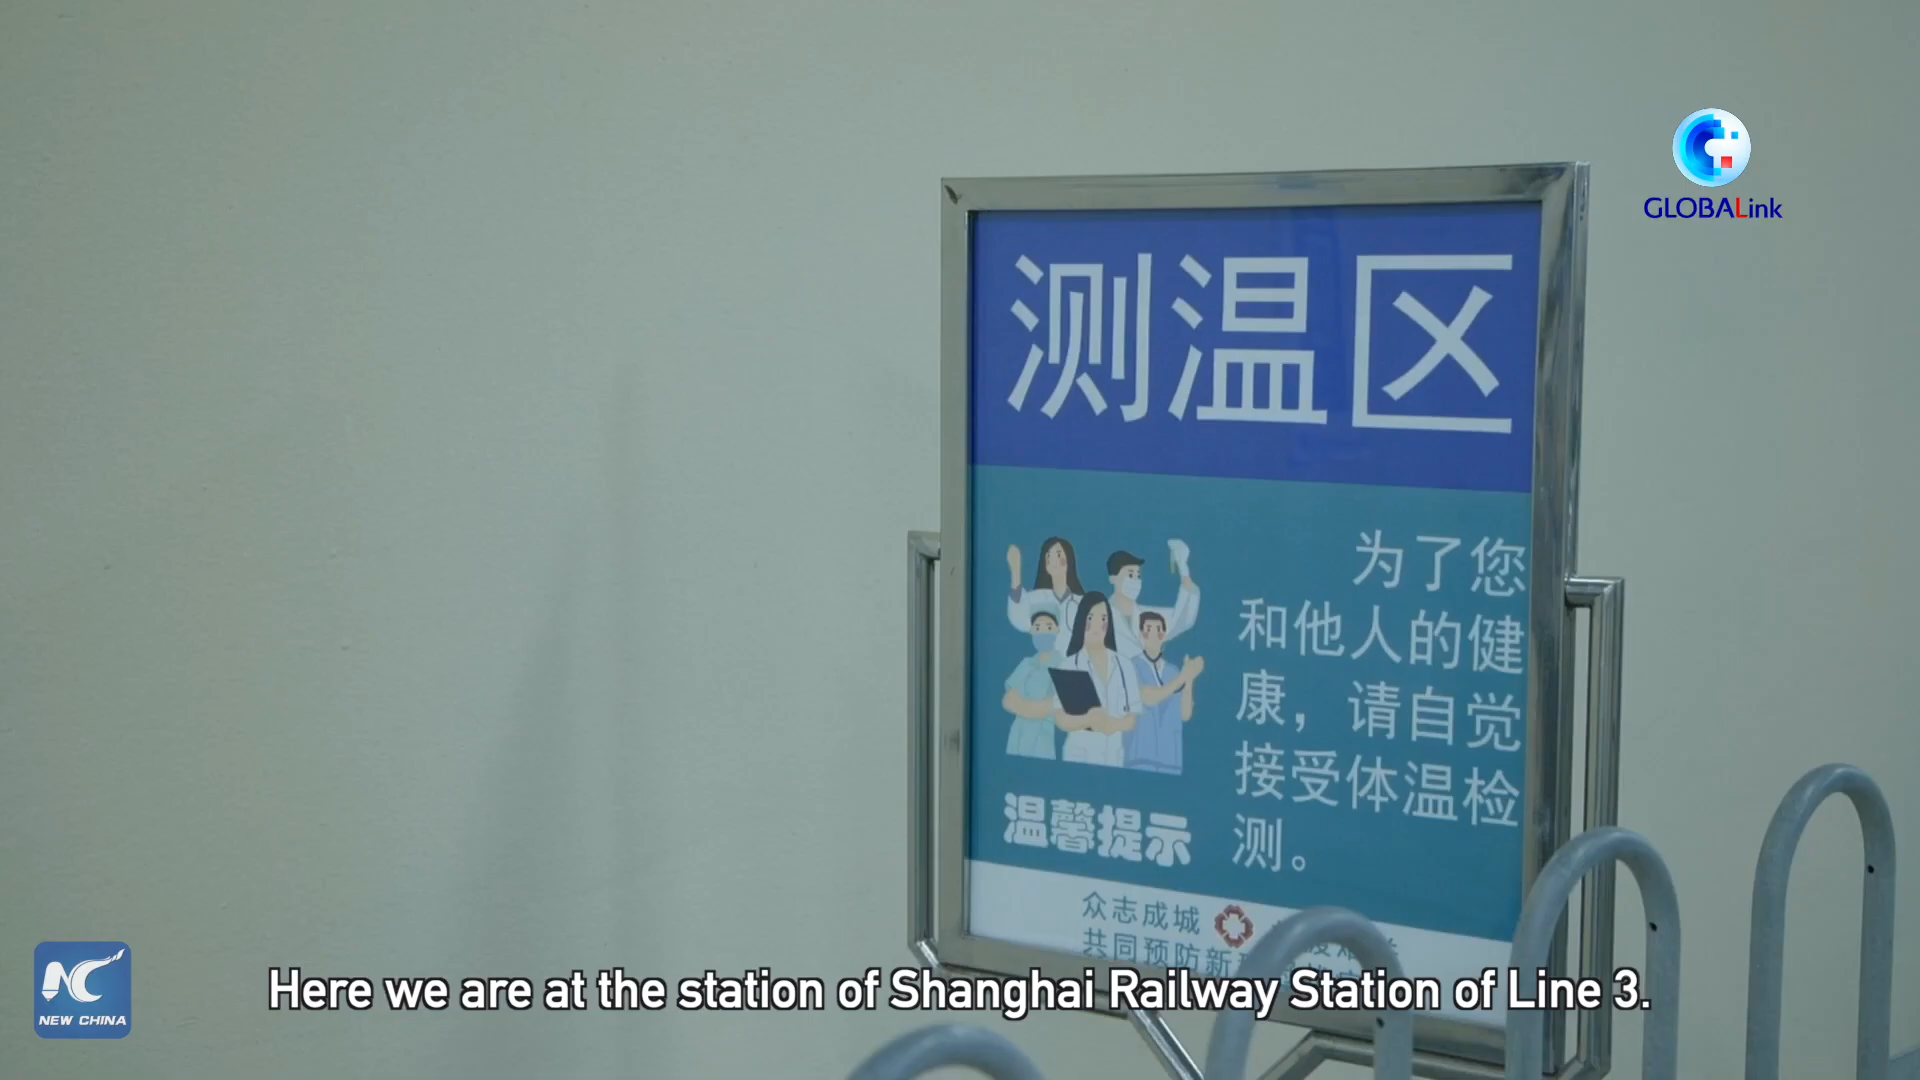 GLOBALink
测温区
为了您
和他人的健
康，请自觉
接受体温检
测。
温馨提示
众志成城
共同预防新
Here we are at the station of Shanghai Railway Station of Line 3.
NEW CHINA